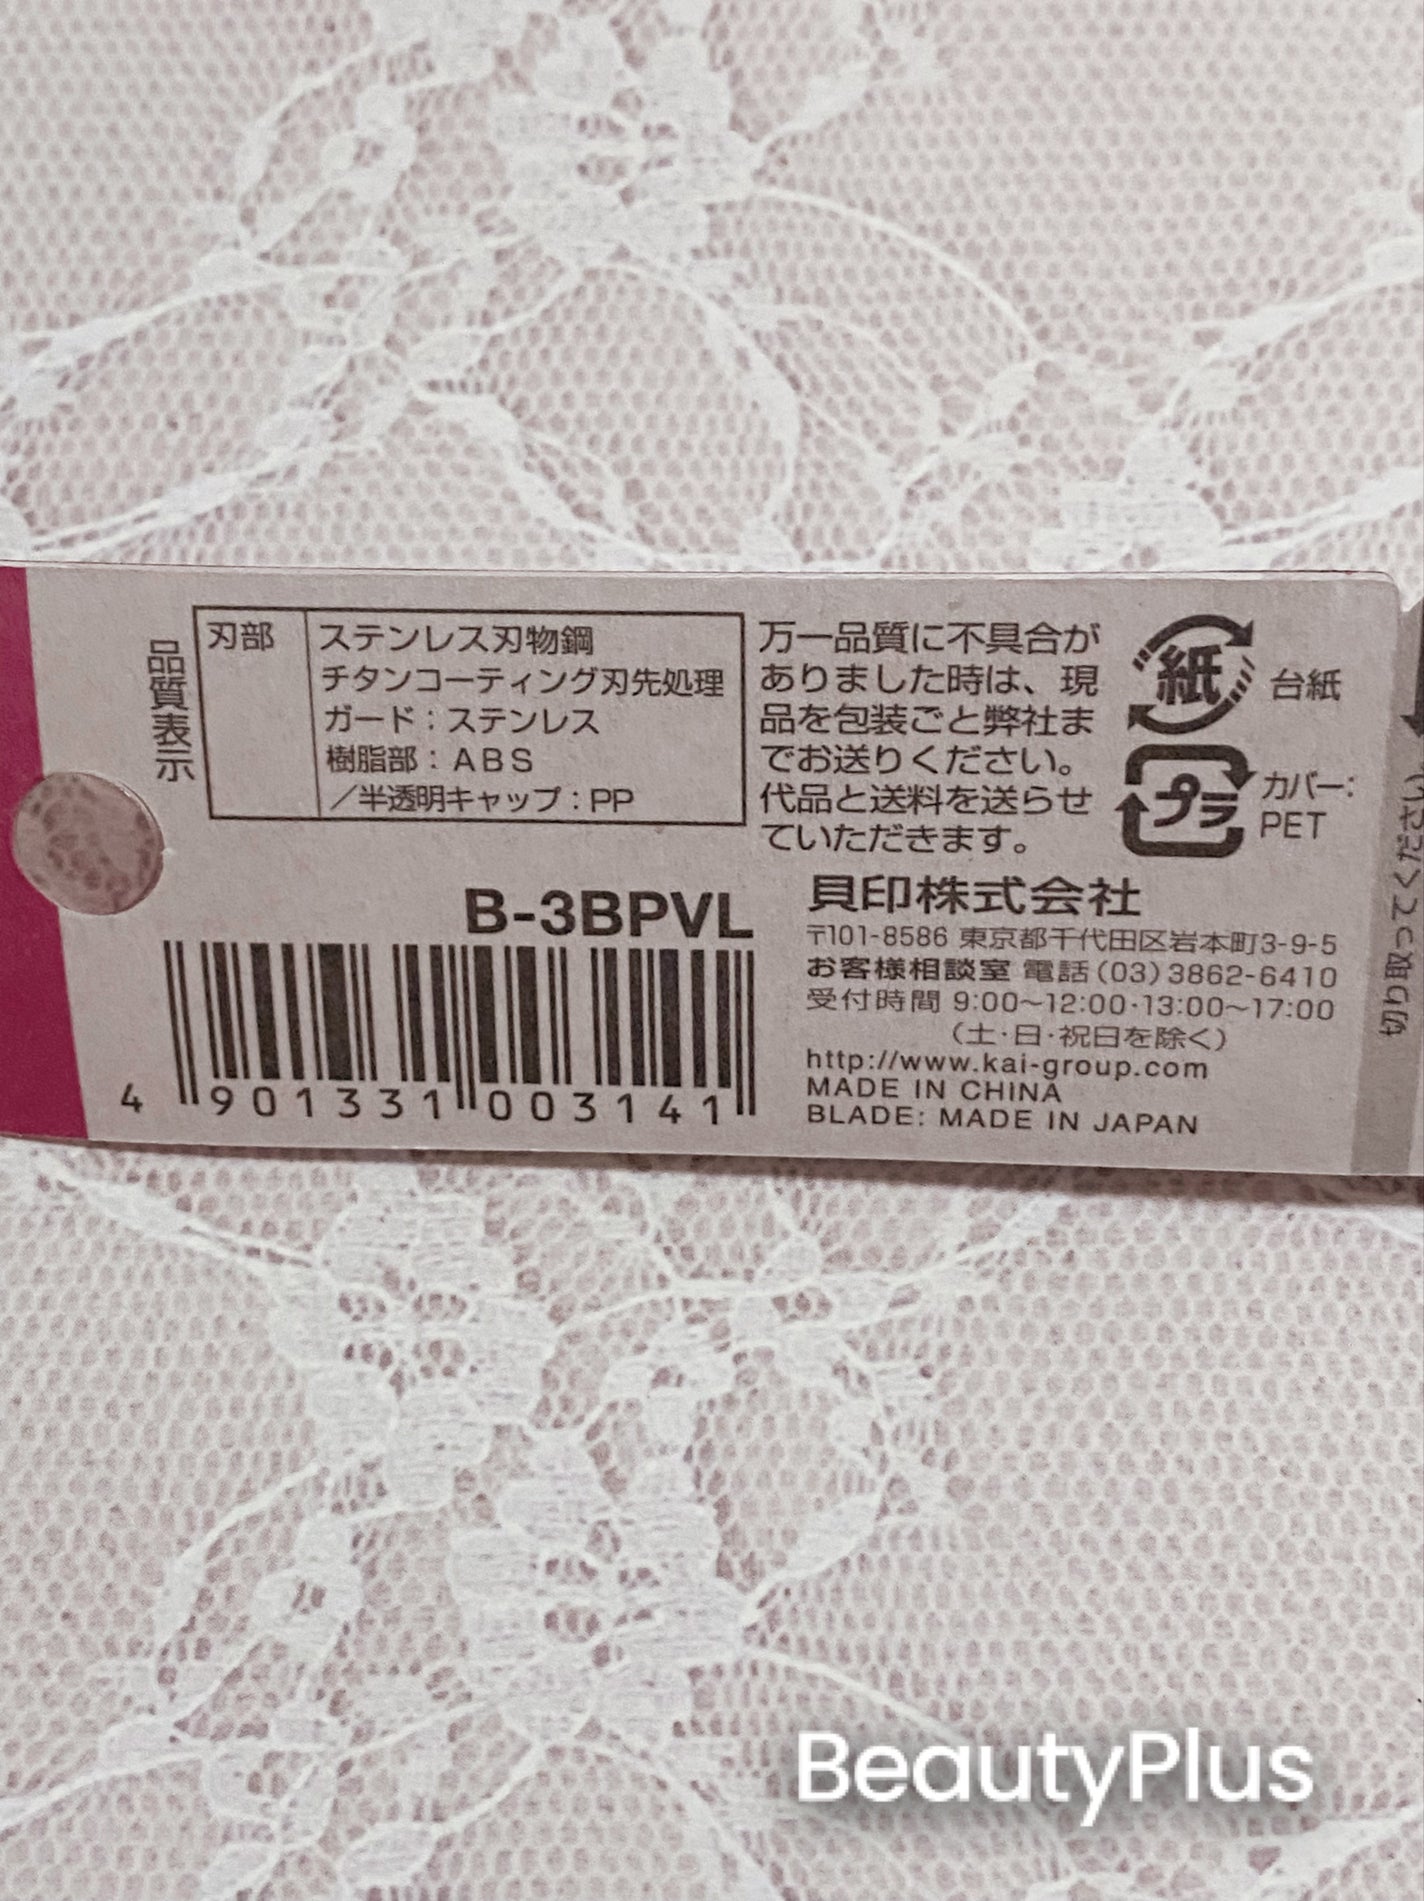 品質表示
刃部
ステンレス刃物鋼
チタンコーティング刃先処理
ガード：ステンレス
樹脂部：ABS
／半透明キャップ：PP
万一品質に不具合が
ありました時は、現
品を包装ごと弊社ま
でお送りください。
代品と送料を送らせ
ていただきます。
紙
台紙
プラ
カバー：
PET
B-3BPVL
4 901331 003141
貝印株式会社
〒101-8586 東京都千代田区岩本町3-9-5
お客様相談室 電話(03)3862-6410
受付時間 9:00〜12:00・13:00〜17:00
（土・日・祝日を除く）
http://www.kai-group.com
MADE IN CHINA
BLADE: MADE IN JAPAN
切り取ってください。
BeautyPlus